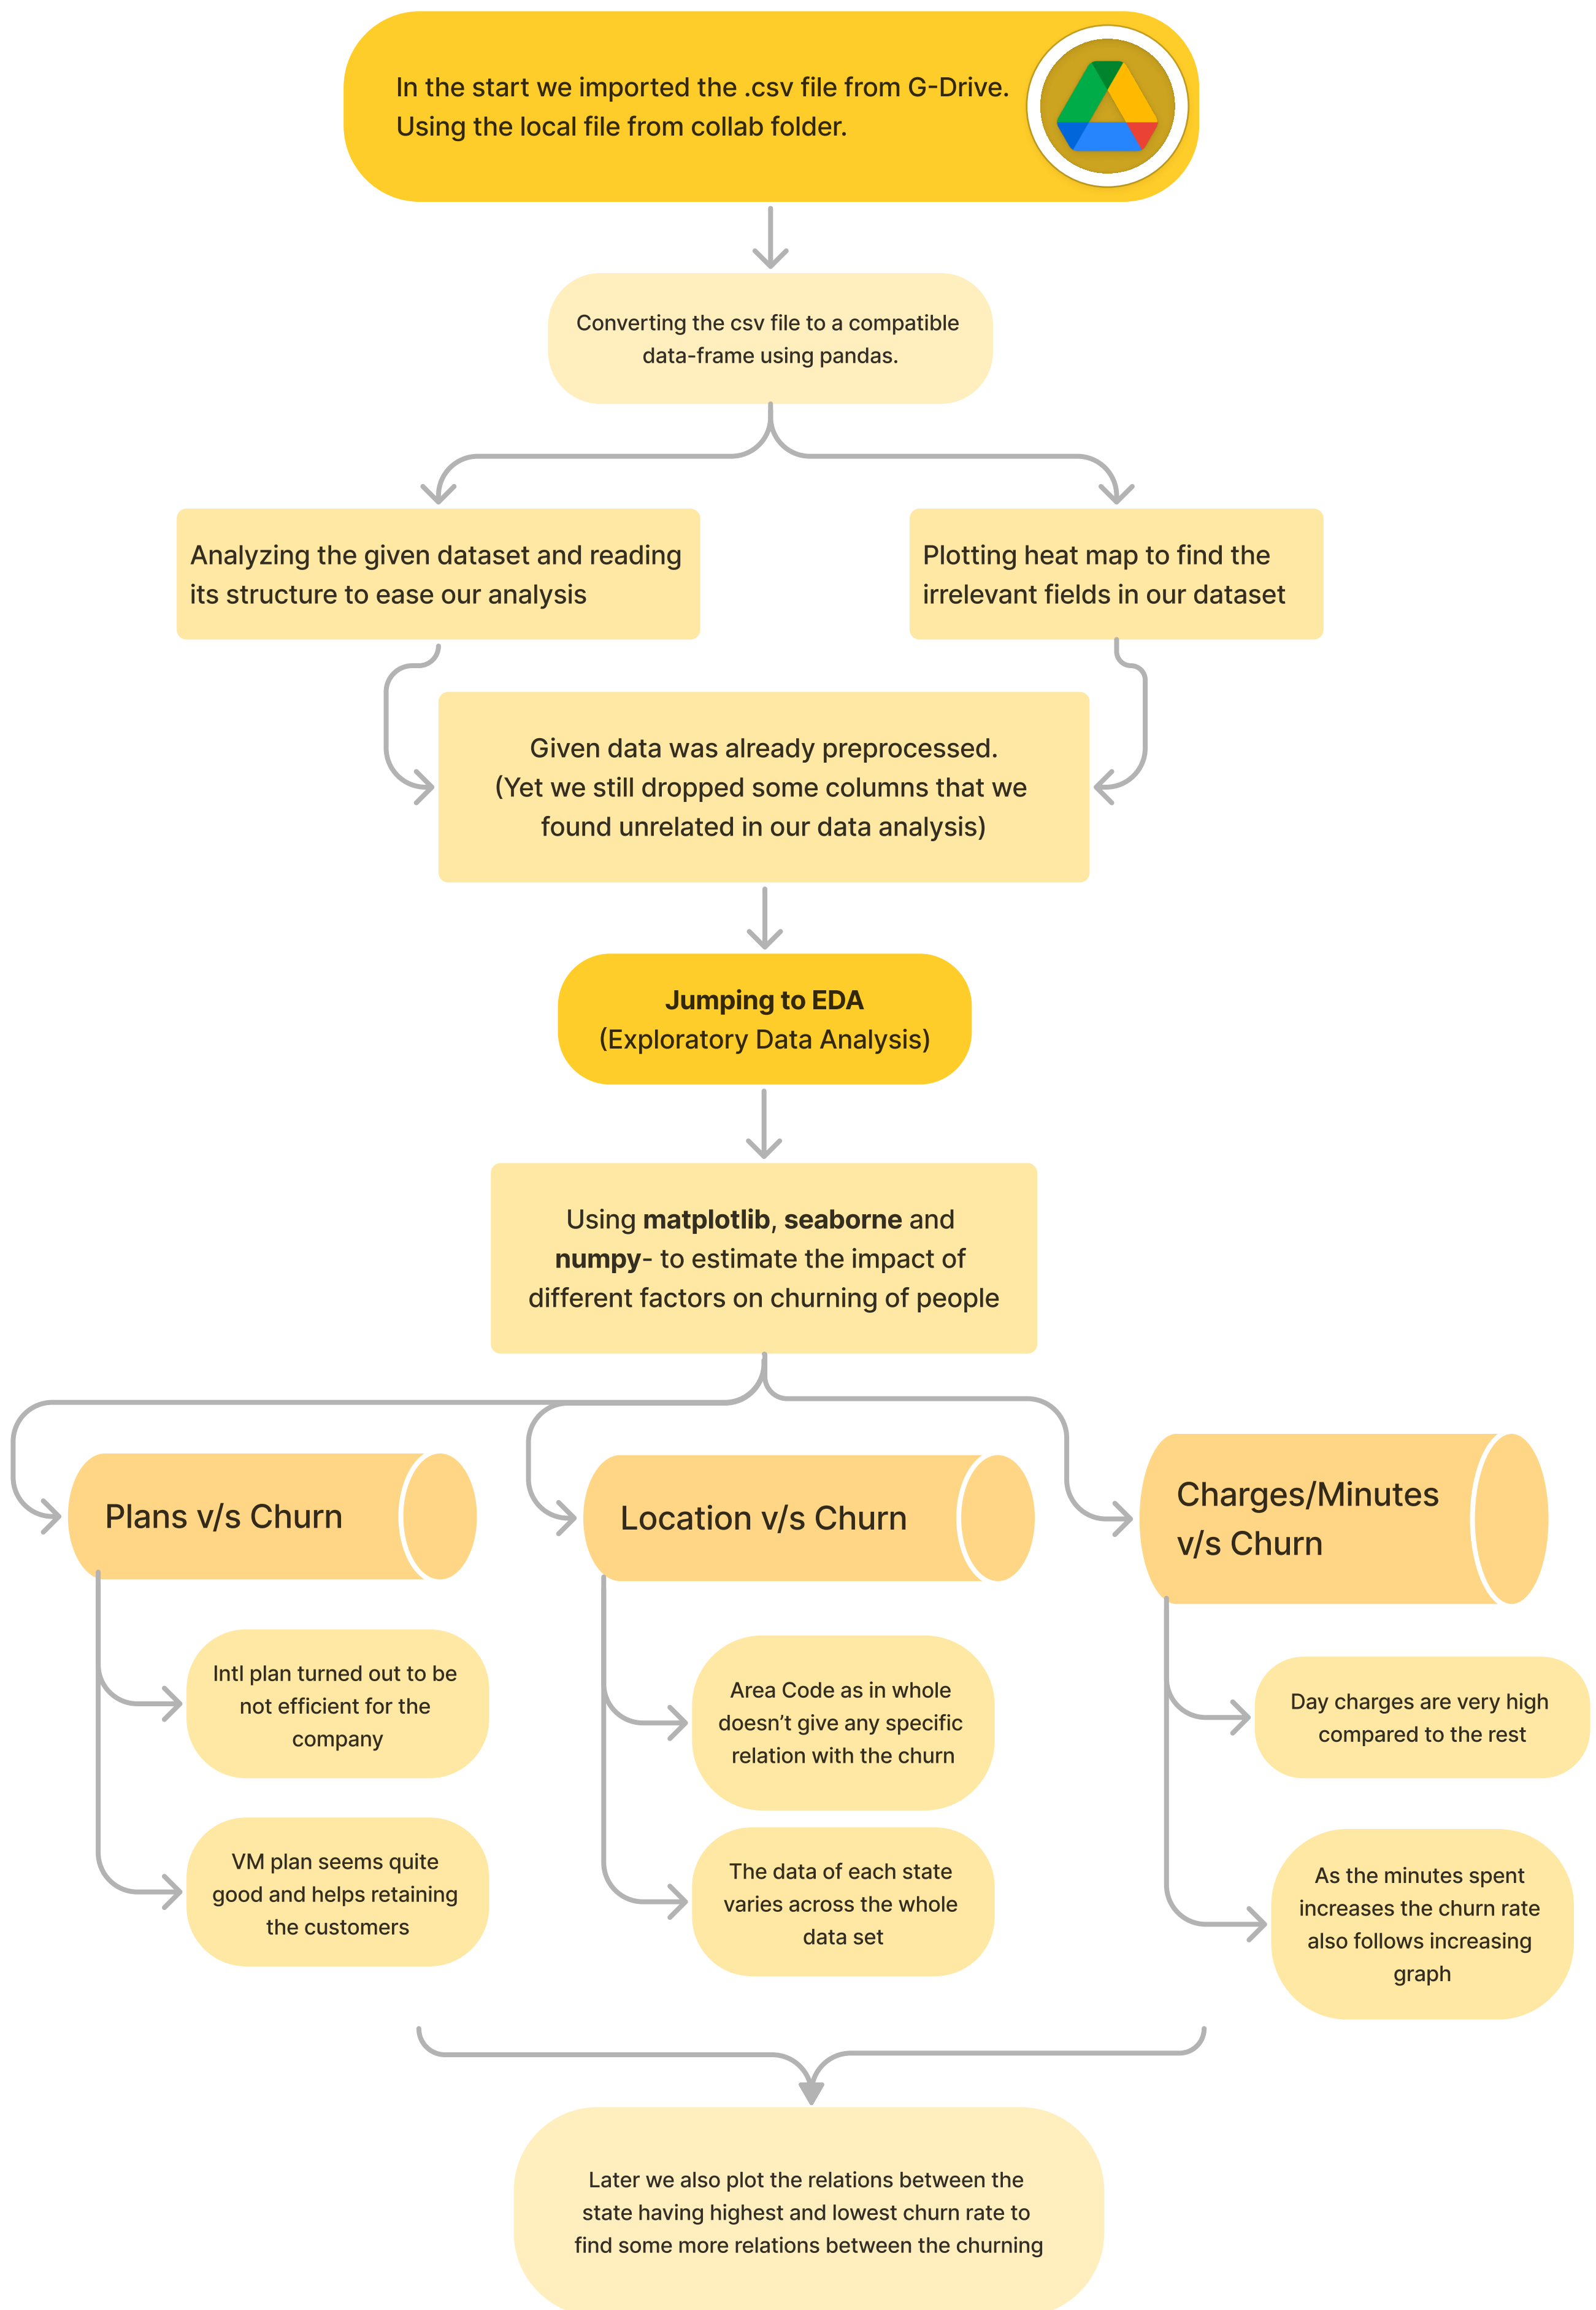 In the start we imported the .csv file from G-Drive.
Using the local file from collab folder.
Converting the csv file to a compatible
data-frame using pandas.
Analyzing the given dataset and reading
its structure to ease our analysis
Plotting heat map to find the
irrelevant fields in our dataset
Given data was already preprocessed.
(Yet we still dropped some columns that we
found unrelated in our data analysis)
Jumping to EDA
(Exploratory Data Analysis)
Using matplotlib, seaborne and
numpy- to estimate the impact of
different factors on churning of people
Plans v/s Churn
Intl plan turned out to be
not efficient for the
company
VM plan seems quite
good and helps retaining
the customers
Location v/s Churn
Area Code as in whole
doesn’t give any specific
relation with the churn
The data of each state
varies across the whole
data set
Charges/Minutes
v/s Churn
Day charges are very high
compared to the rest
As the minutes spent
increases the churn rate
also follows increasing
graph
Later we also plot the relations between the
state having highest and lowest churn rate to
find some more relations between the churning